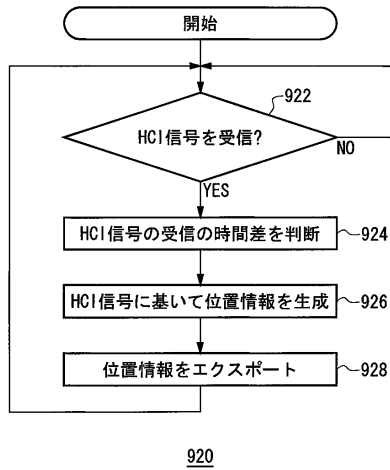 開始
922
HCI信号を受信?
NO
YES
HCI信号の受信の時間差を判断
924
HCI信号に基いて位置情報を生成
926
位置情報をエクスポート
928
920